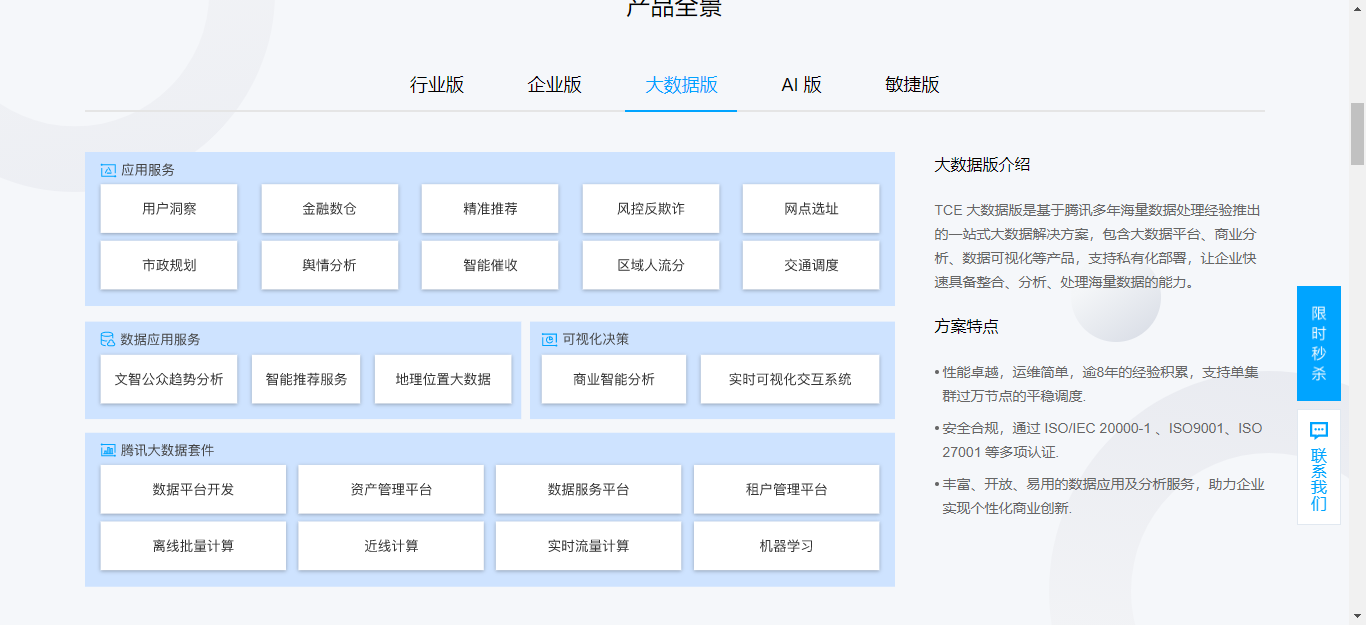 产品全景
行业版
企业版
大数据版
AI 版
敏捷版
应用服务
用户洞察
金融数仓
精准推荐
风控反欺诈
网点选址
市政规划
舆情分析
智能催收
区域人流分
交通调度
数据应用服务
文智公众趋势分析
智能推荐服务
地理位置大数据
可视化决策
商业智能分析
实时可视化交互系统
腾讯大数据套件
数据平台开发
资产管理平台
数据服务平台
租户管理平台
离线批量计算
近线计算
实时流量计算
机器学习
大数据版介绍
TCE 大数据版是基于腾讯多年海量数据处理经验推出
的一站式大数据解决方案，包含大数据平台、商业分
析、数据可视化等产品，支持私有化部署，让企业快
速具备整合、分析、处理海量数据的能力。
方案特点
•性能卓越，运维简单，逾8年的经验积累，支持单集
群过万节点的平稳调度.
•安全合规，通过 ISO/IEC 20000-1 、ISO9001、ISO
27001 等多项认证.
•丰富、开放、易用的数据应用及分析服务，助力企业
实现个性化商业创新.
限时秒杀
联系我们